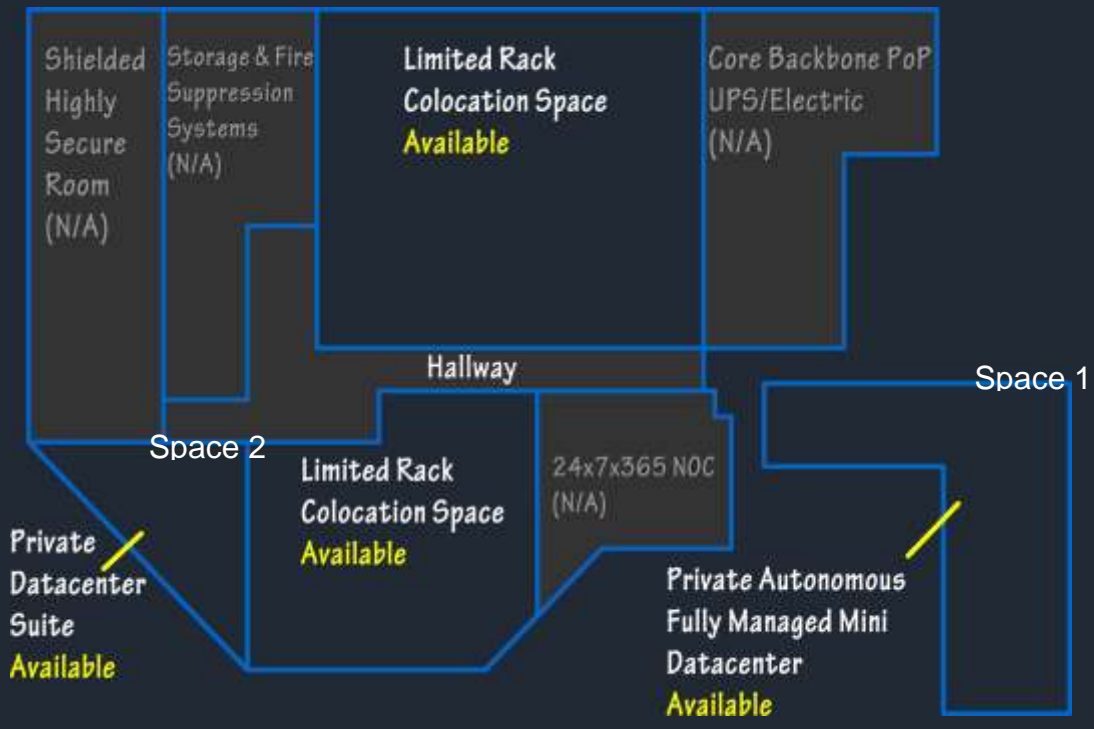 Shielded
Highly
Secure
Room
(N/A)
Storage & Fire
Suppression
Systems
(N/A)
Limited Rack
Colocation Space
Available
Core Backbone PoP
UPS/Electric
(N/A)
Hallway
Space 1
Space 2
Limited Rack
Colocation Space
Available
24x7x365 NOC
(N/A)
Private
Datacenter
Suite
Available
Private Autonomous
Fully Managed Mini
Datacenter
Available